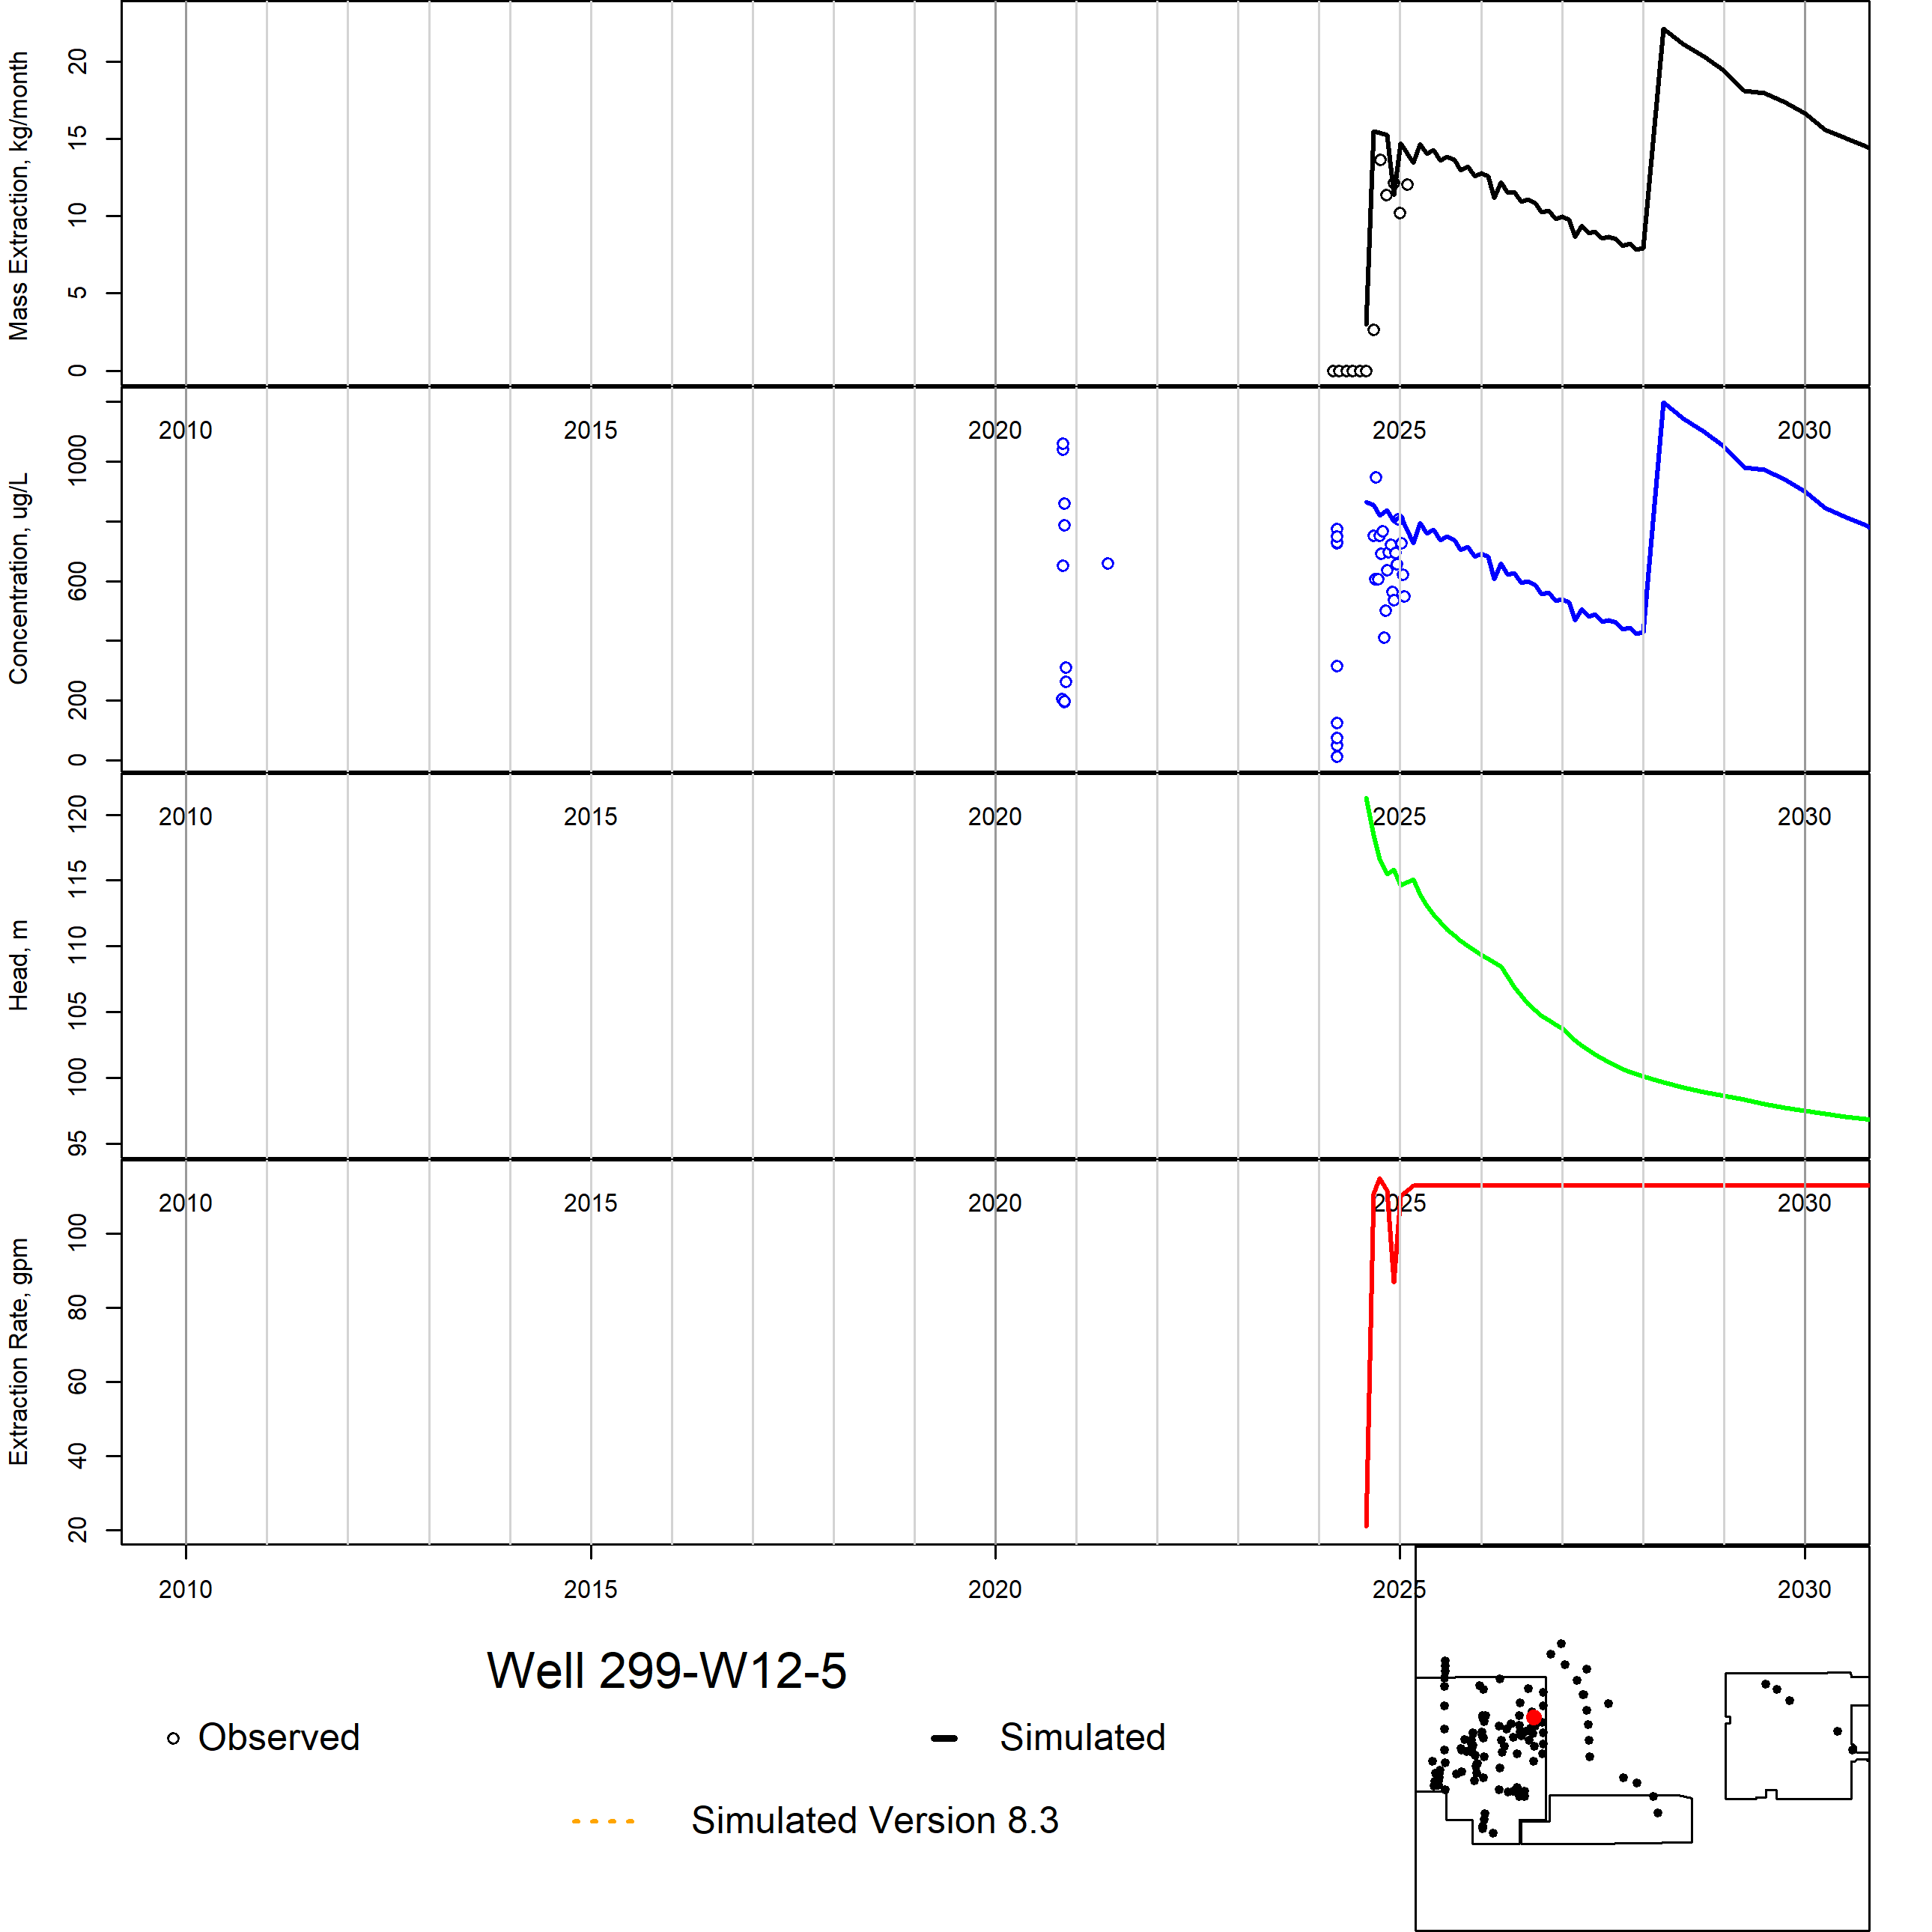 Mass Extraction, kg/month
20
15
10
5
0
2010 2015 2020 2025 2030
Concentration, ug/L
1000
600
200
0
2010 2015 2020 2025 2030
Head, m
120
115
110
105
100
95
2010 2015 2020 2025 2030
Extraction Rate, gpm
100
80
60
40
20
2010 2015 2020 2025 2030
Well 299-W12-5
Observed
Simulated
Simulated Version 8.3